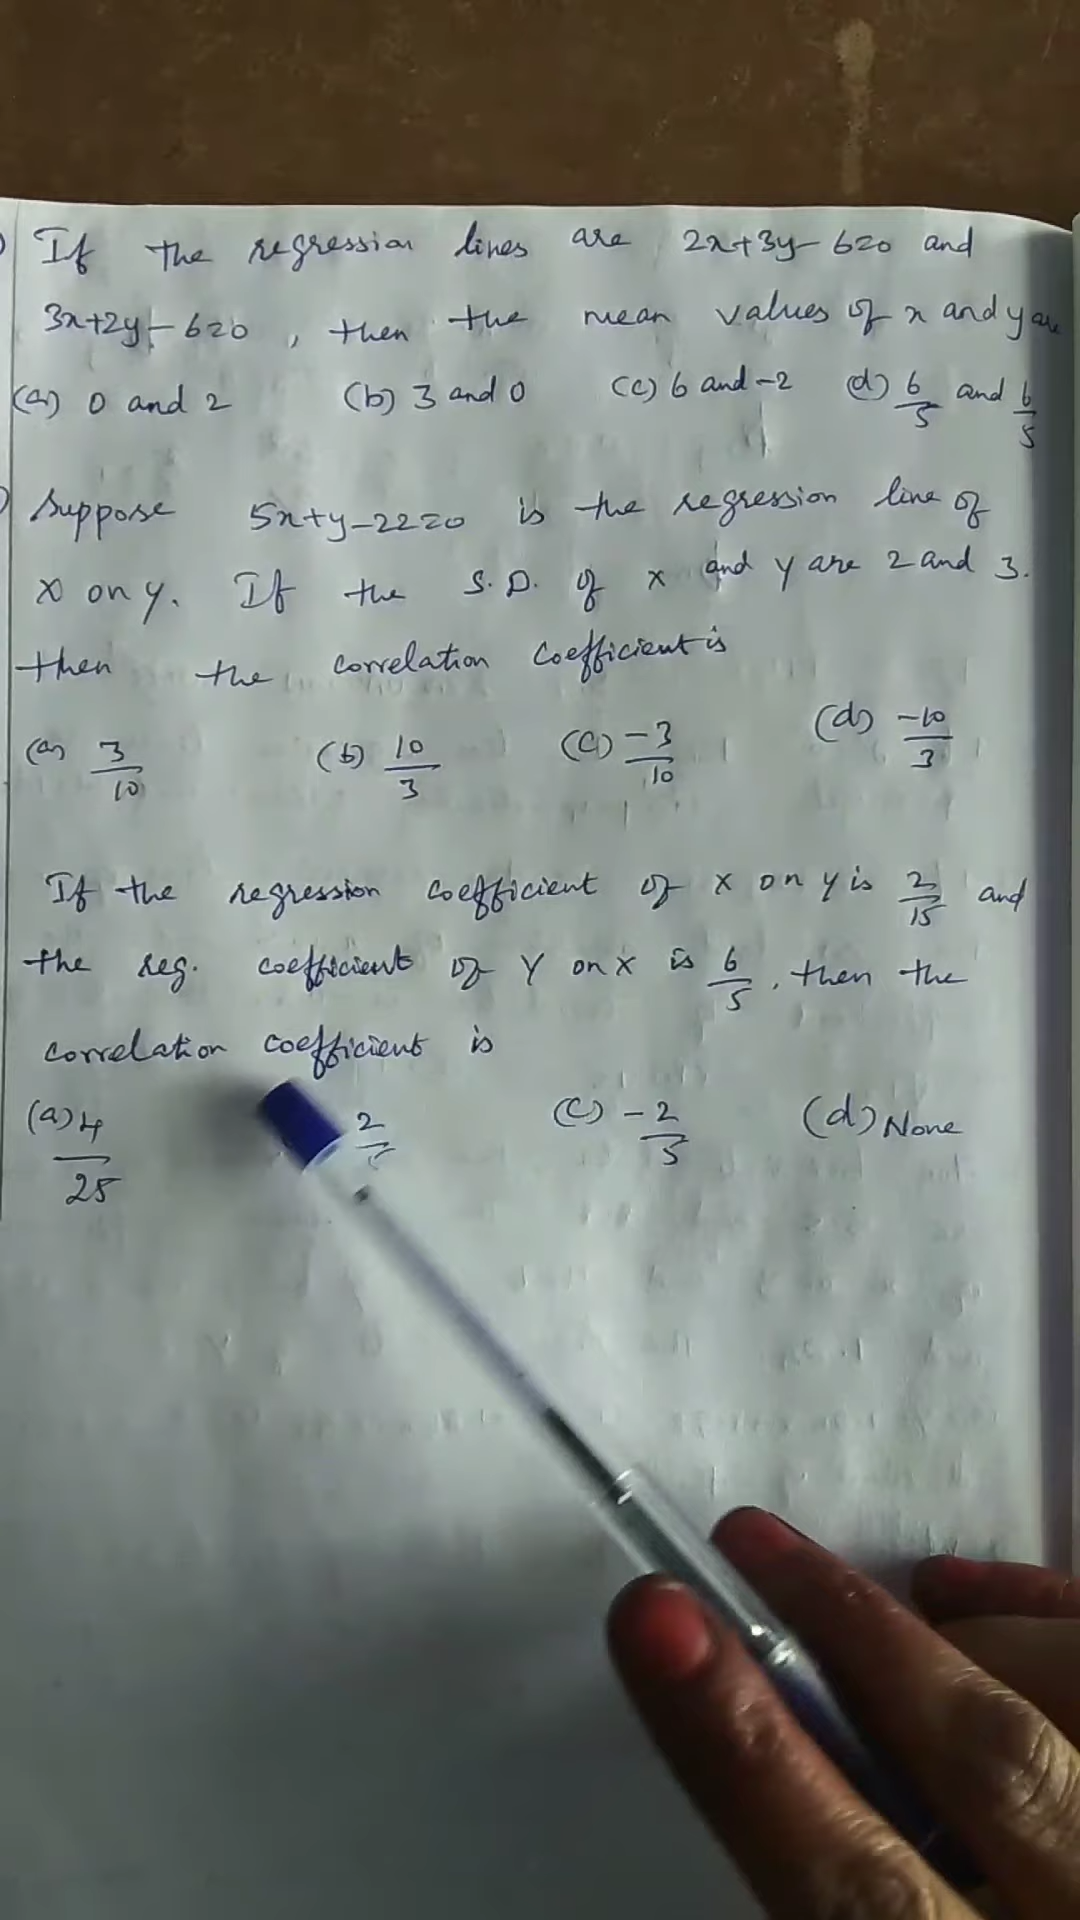 If the regression lines are 2x+3y-6=0 and
3x+2y-6=0, then the mean values of x and y are
(a) 0 and 2 (b) 3 and 0 (c) 6 and -2 (d) 6/5 and 6/5
Suppose 5x+y-22=0 is the regression line of
X on y. If the S.D. of x and y are 2 and 3.
then the correlation coefficient is
(a) 3/10 (b) 10/3 (c) -3/10 (d) -10/3
If the regression coefficient of X on y is 2/15 and
the reg. coefficient of Y on X is 6/5, then the
correlation coefficient is
(a) 4/25 2/ (c) -2/5 (d) None